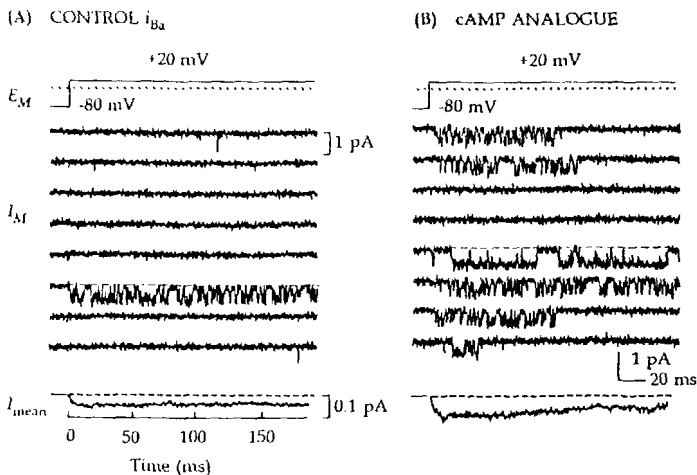 (A) CONTROL iBa
+20 mV
EM
-80 mV
1 pA
IM
Imean
0.1 pA
0 50 100 150
Time (ms)
(B) cAMP ANALOGUE
+20 mV
-80 mV
1 pA
20 ms